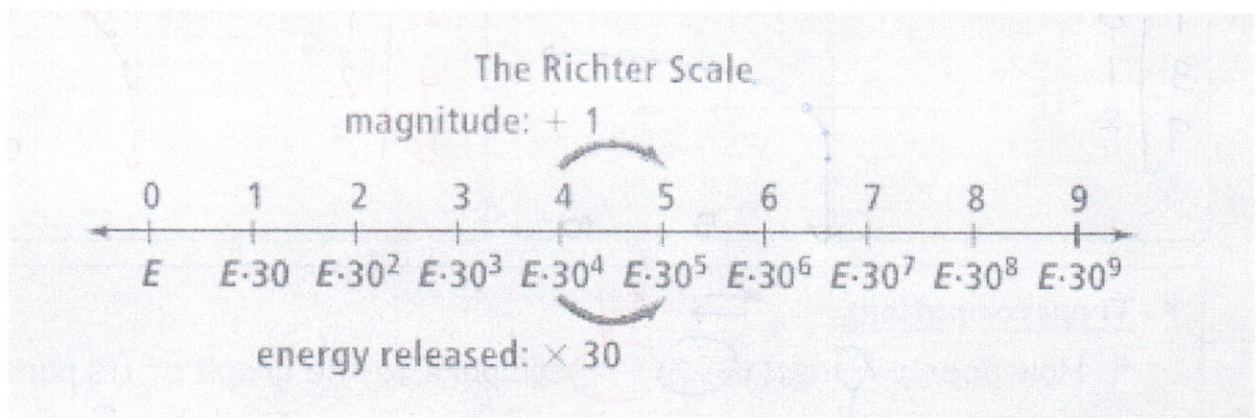 The Richter Scale
magnitude: + 1
0 1 2 3 4 5 6 7 8 9
E E·30 E·30² E·30³ E·30⁴ E·30⁵ E·30⁶ E·30⁷ E·30⁸ E·30⁹
energy released: × 30